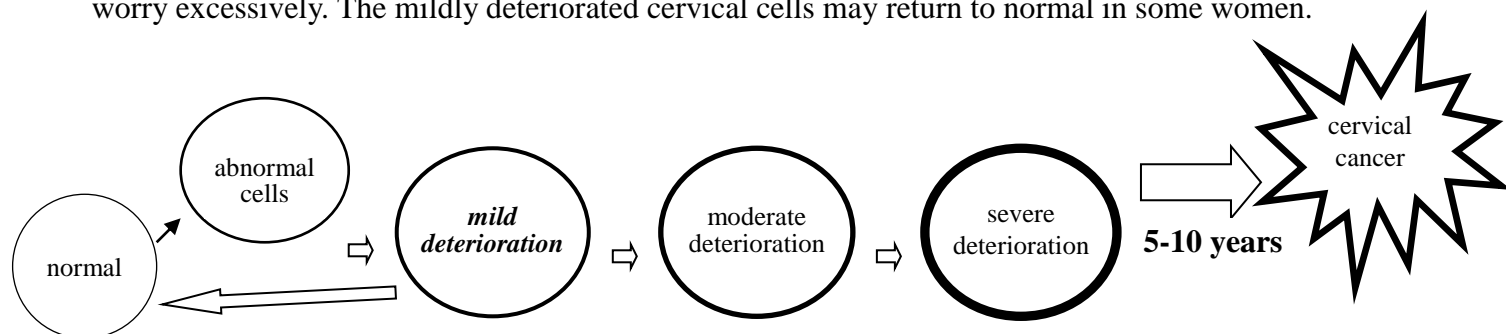 worry excessively. The mildly deteriorated cervical cells may return to normal in some women.
normal
abnormal
cells
mild
deterioration
moderate
deterioration
severe
deterioration
5-10 years
cervical
cancer